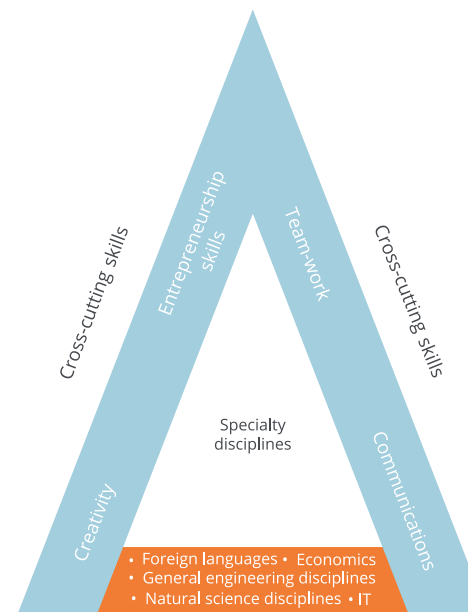 Cross-cutting skills
Entrepreneurship
skills
Team-work
Cross-cutting skills
Specialty
disciplines
Creativity
Communications
• Foreign languages • Economics
• General engineering disciplines
• Natural science disciplines • IT